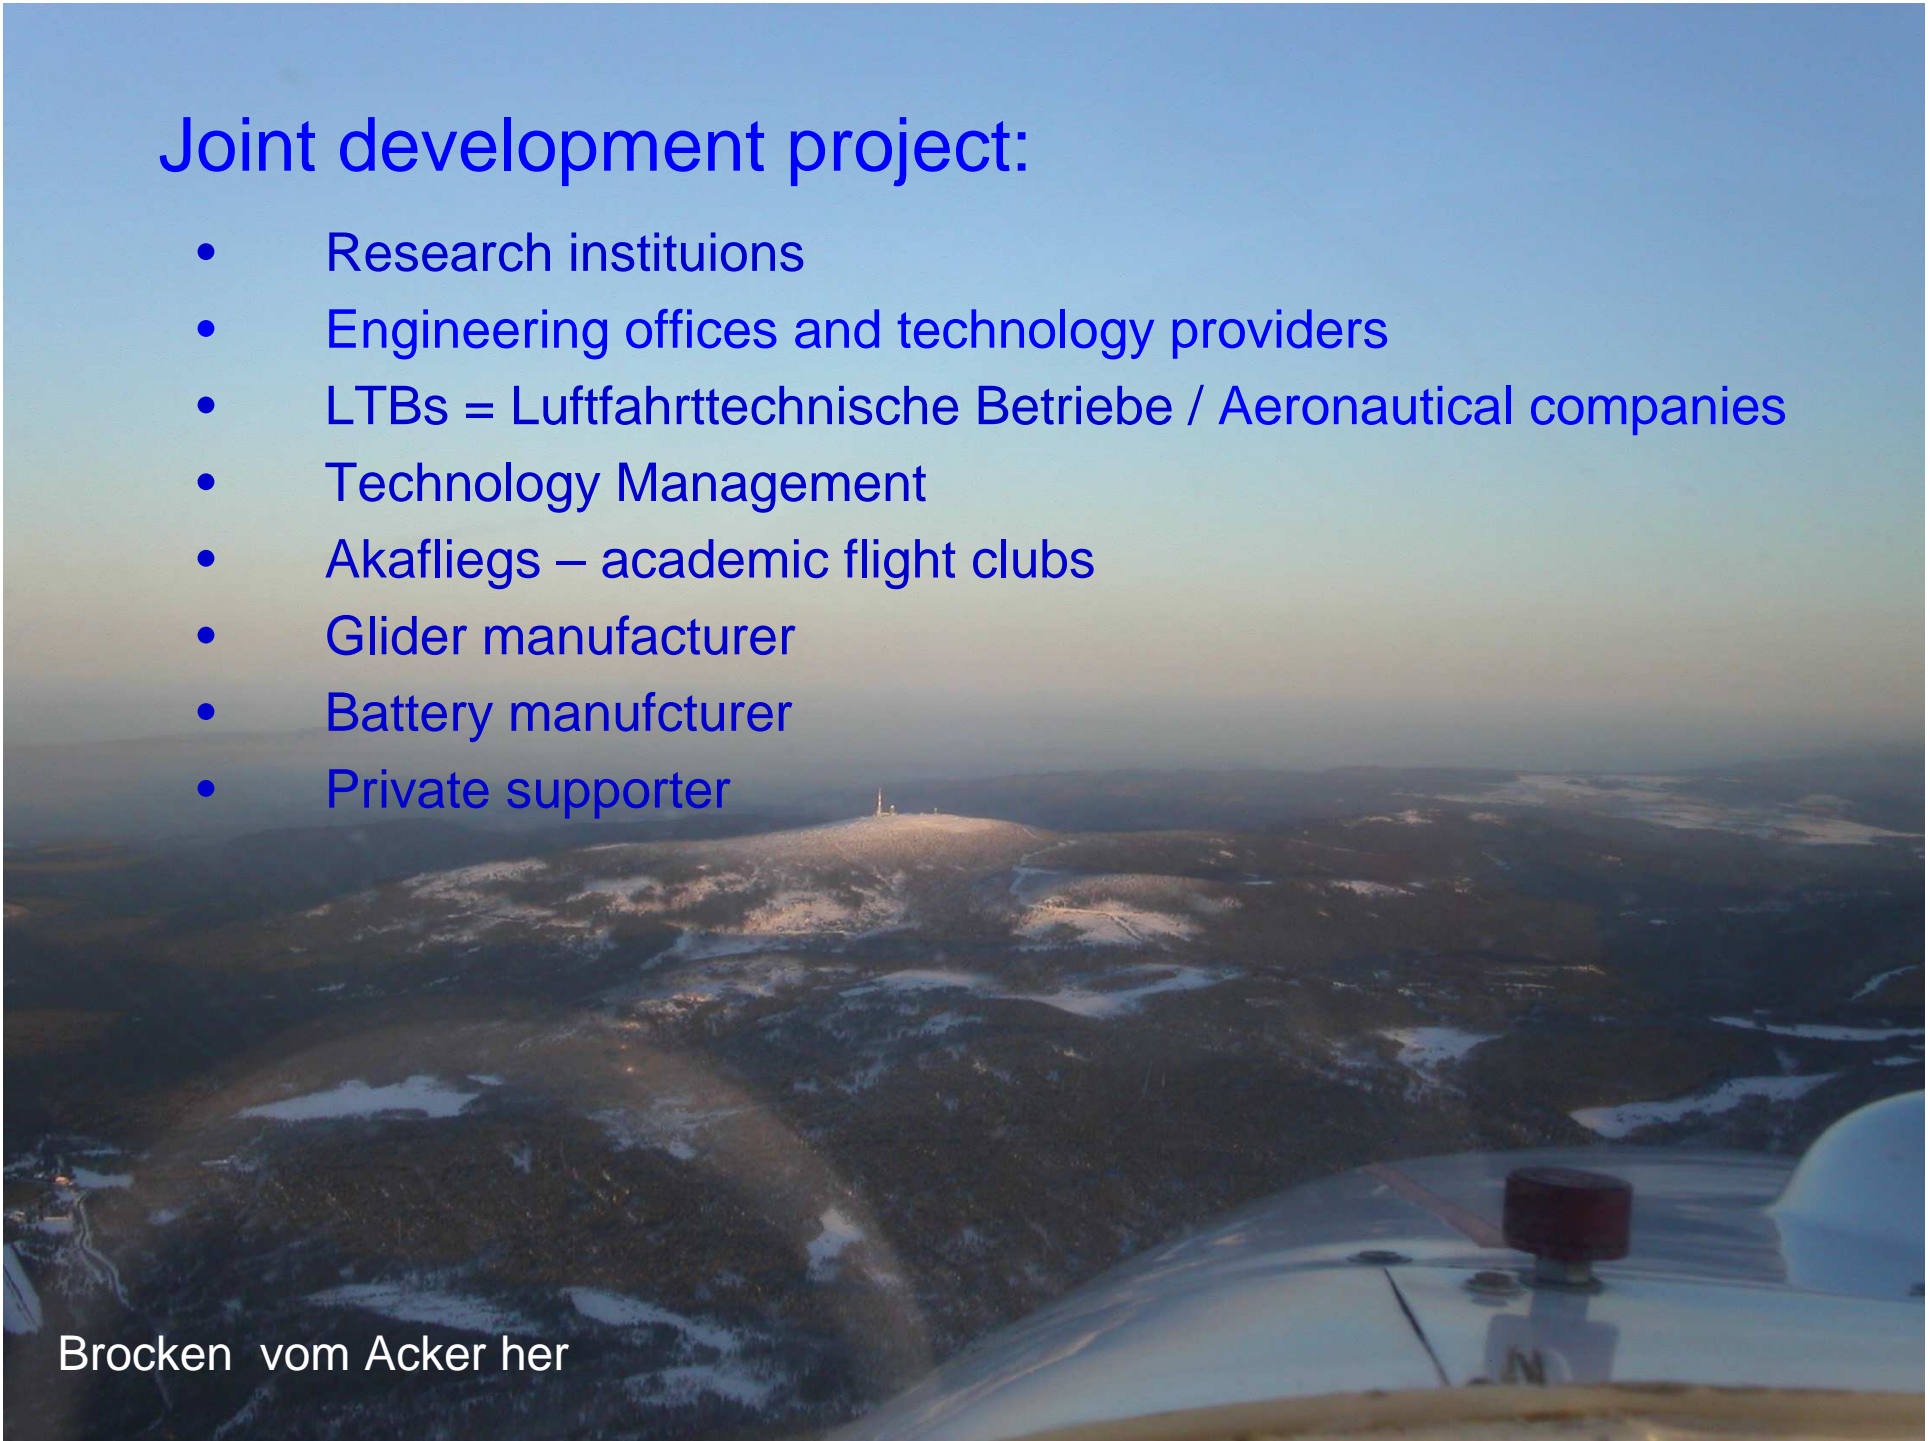 Joint development project:
• Research instituions
• Engineering offices and technology providers
• LTBs = Luftfahrttechnische Betriebe / Aeronautical companies
• Technology Management
• Akafliegs – academic flight clubs
• Glider manufacturer
• Battery manufcturer
• Private supporter
Brocken  vom Acker her